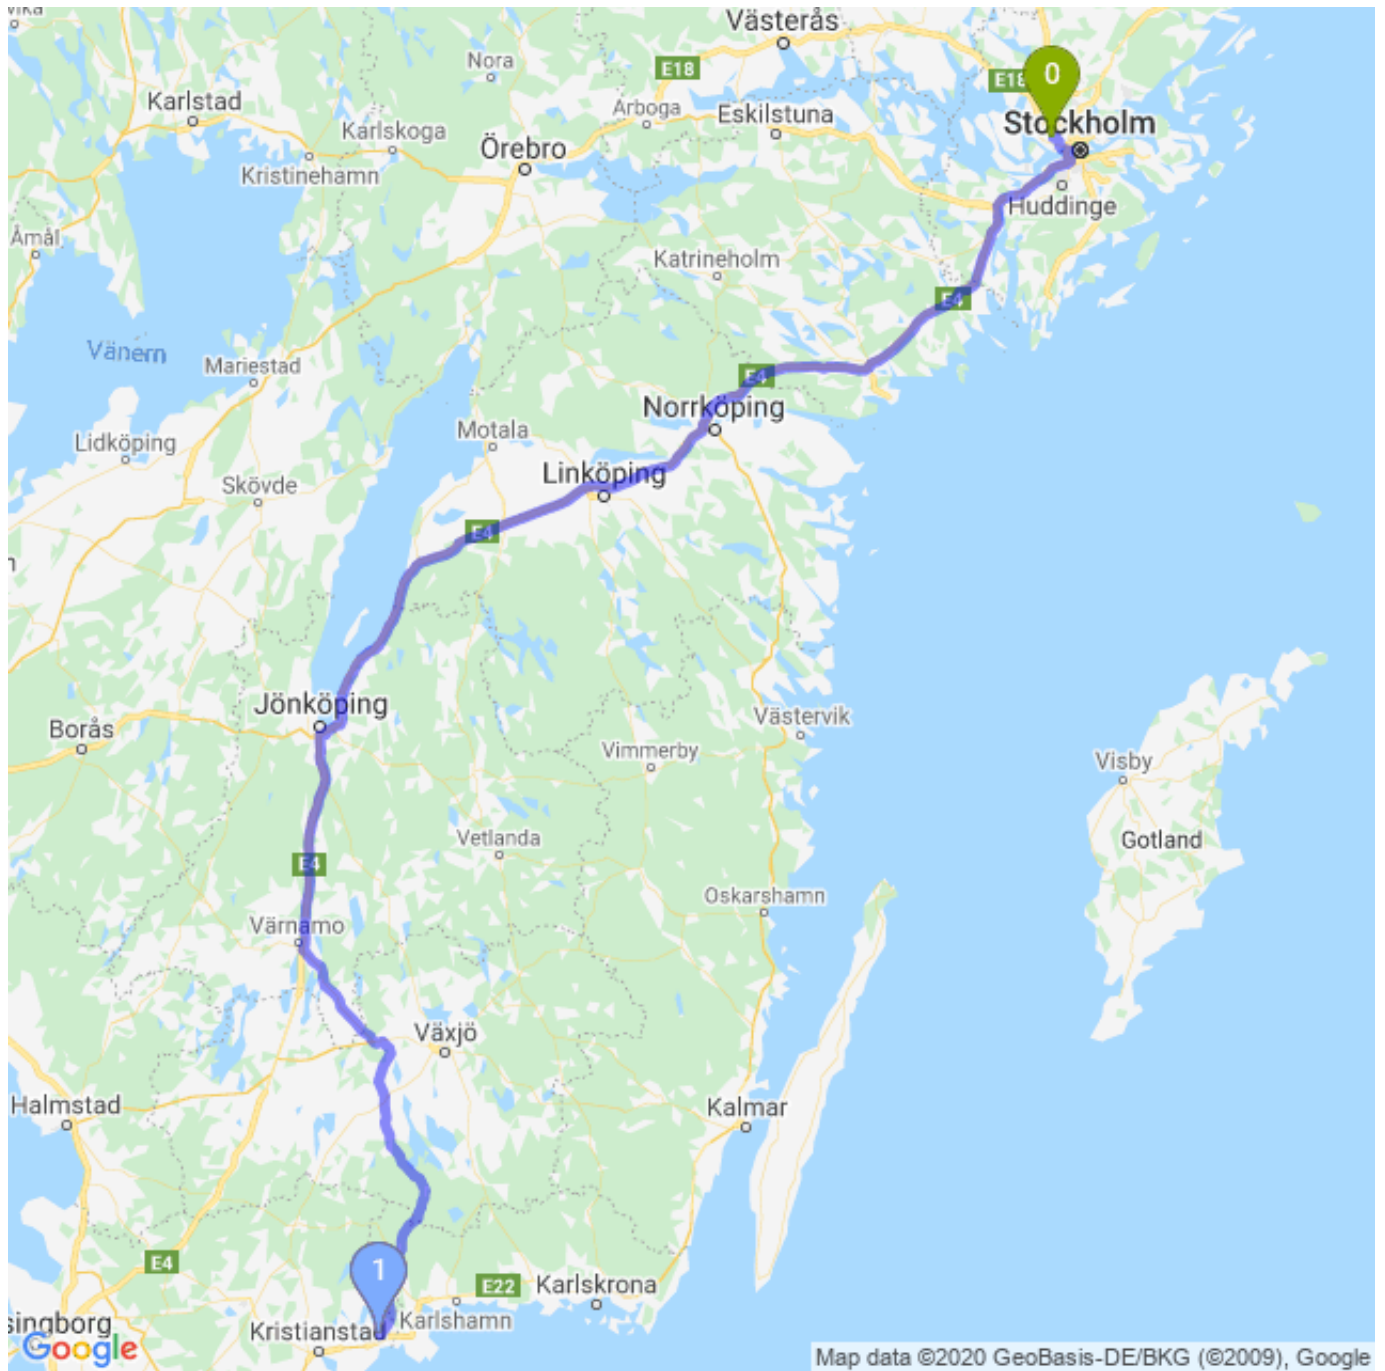 Västerås
Nora
E18
E18
0
Karlstad
Arboga
Eskilstuna
Stockholm
Karlskoga
Örebro
Kristinehamn
Huddinge
Åmål
Katrineholm
E4
Vänern
Mariestad
E4
Norrköping
Motala
Lidköping
Linköping
Skövde
E4
Jönköping
Västervik
Borås
Vimmerby
Visby
Vetlanda
Gotland
E4
Oskarshamn
Värnamo
Växjö
Halmstad
Kalmar
E4
1
E22
Karlskrona
Karlshamn
singborg
Kristianstad
Google
Map data ©2020 GeoBasis-DE/BKG (©2009), Google